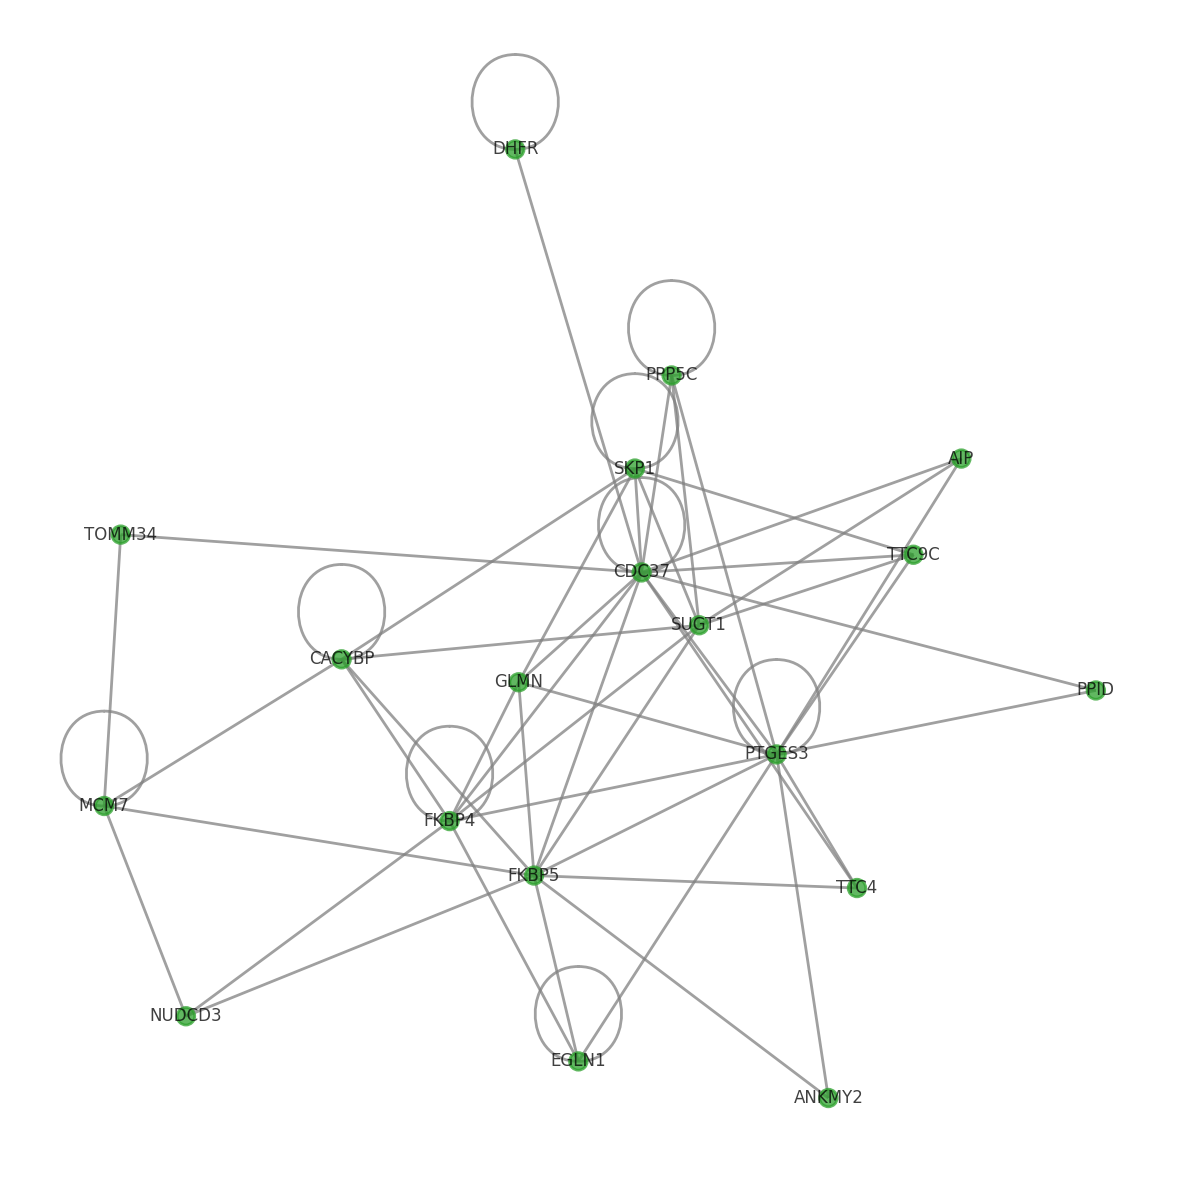 DHFR
PPP5C
AIP
SKP1
TOMM34
TTC9C
CDC37
SUGT1
CACYBP
GLMN
PPID
PTGES3
MCM7
FKBP4
FKBP5
TTC4
NUDCD3
EGLN1
ANKMY2